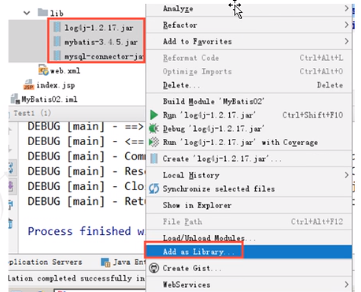 lib
log4j-1.2.17.jar
mybatis-3.4.5.jar
mysql-connector-ja
web.xml
index.jsp
MyBatis02.iml
Test1 (1)
DEBUG [main] - ==>
DEBUG [main] - <==
DEBUG [main] - Com
DEBUG [main] - Res
DEBUG [main] - Clo
DEBUG [main] - Retu
Process finished w
plication Servers
Java Ent
lation completed successfully in
Analyze
Refactor
Add to Favorites
Reformat Code Ctrl+Alt+L
Optimize Imports Ctrl+Alt+O
Delete... Delete
Build Module 'MyBatis02'
Run 'log4j-1.2.17.jar' Ctrl+Shift+F10
Debug 'log4j-1.2.17.jar'
Run 'log4j-1.2.17.jar' with Coverage
Create 'log4j-1.2.17.jar'...
Local History
Synchronize selected files
Show in Explorer
File Path Ctrl+Alt+F12
Load/Unload Modules...
Add as Library...
Create Gist...
WebServices